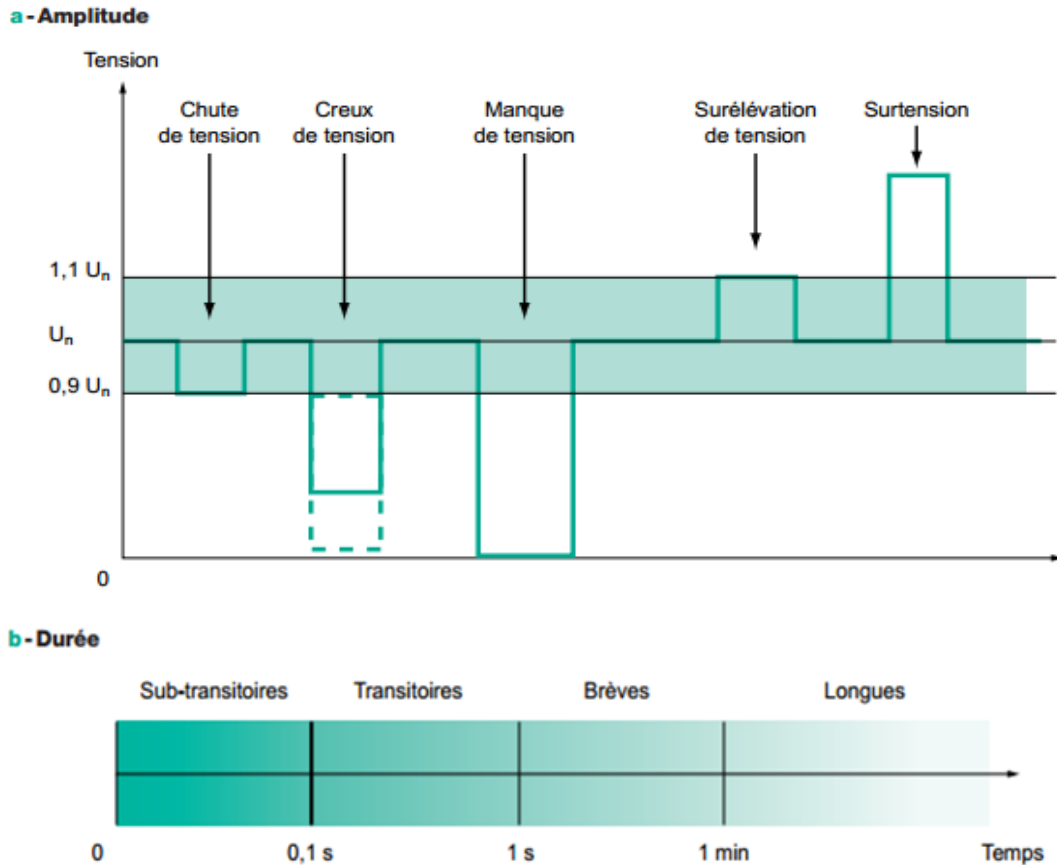 a - Amplitude
Tension
Chute
de tension
Creux
de tension
Manque
de tension
Surélévation
de tension
Surtension
1,1 Un
Un
0,9 Un
0
b - Durée
Sub-transitoires
Transitoires
Brèves
Longues
0
0,1 s
1 s
1 min
Temps